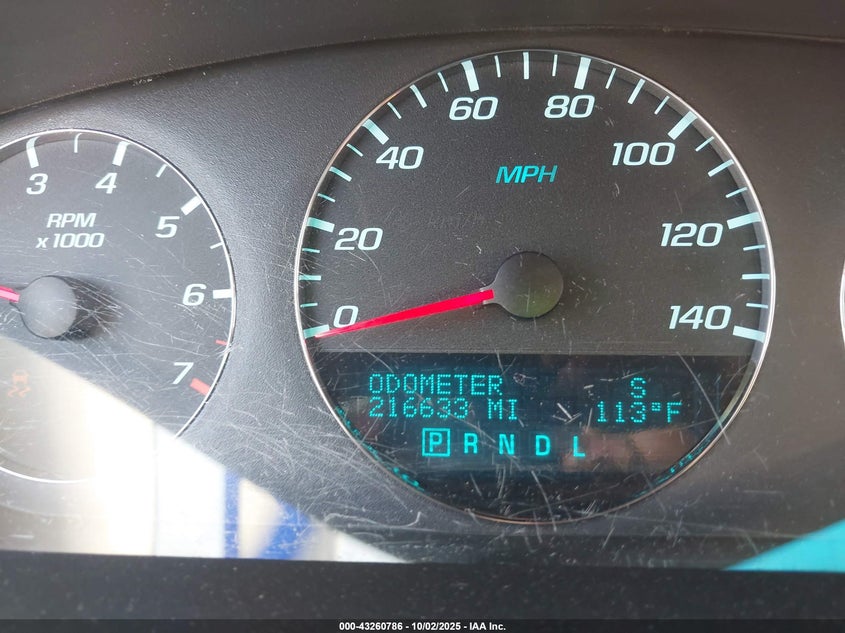 3 4 5 6 7
RPM
x 1000
0 20 40 60 80 100 120 140
MPH
ODOMETER S
216633 MI 113°F
P R N D L
000-43260786 - 10/02/2025 - IAA Inc.